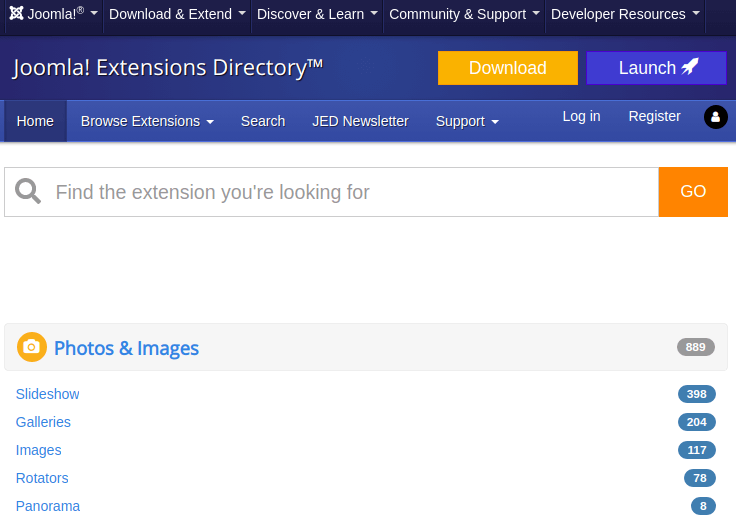 Joomla!® Download & Extend Discover & Learn Community & Support Developer Resources
Joomla! Extensions Directory™ Download Launch
Home Browse Extensions Search JED Newsletter Support Log in Register
Find the extension you're looking for GO
Photos & Images 889
Slideshow 398
Galleries 204
Images 117
Rotators 78
Panorama 8